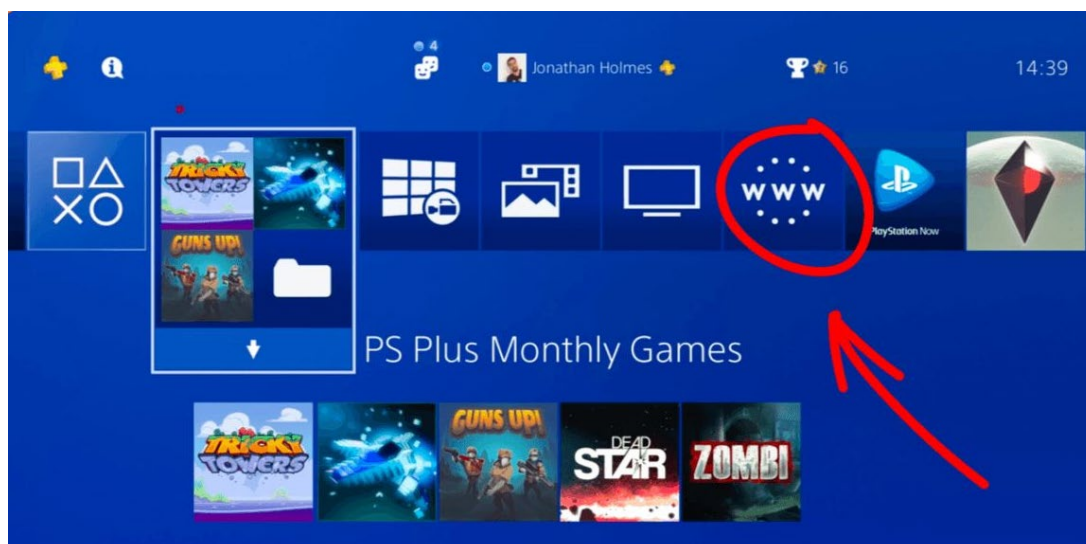 4
Jonathan Holmes
16
14:39
TRICKY
TOWERS
GUNS UP!
WWW
PlayStation Now
PS Plus Monthly Games
TRICKY
TOWERS
GUNS UP!
DEAD
STAR
ZOMBI